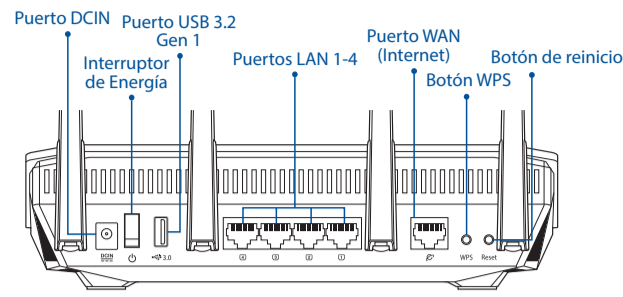 Puerto DCIN
Puerto USB 3.2
Gen 1
Interruptor
de Energía
Puertos LAN 1-4
Puerto WAN
(Internet)
Botón WPS
Botón de reinicio
DCIN
3.0
4
3
2
1
WPS
Reset